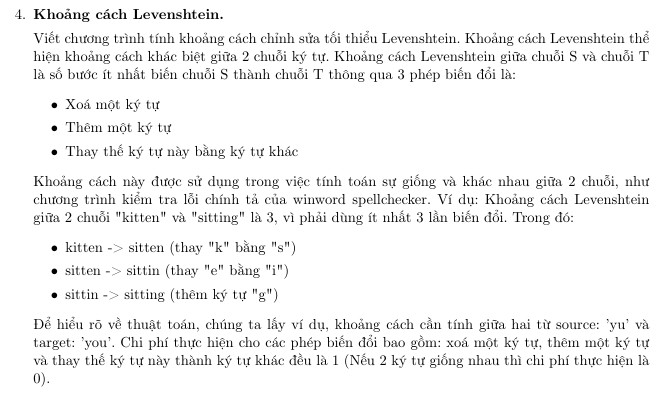 4. Khoảng cách Levenshtein.
Viết chương trình tính khoảng cách chỉnh sửa tối thiểu Levenshtein. Khoảng cách Levenshtein thể
hiện khoảng cách khác biệt giữa 2 chuỗi ký tự. Khoảng cách Levenshtein giữa chuỗi S và chuỗi T
là số bước ít nhất biến chuỗi S thành chuỗi T thông qua 3 phép biến đổi là:
• Xoá một ký tự
• Thêm một ký tự
• Thay thế ký tự này bằng ký tự khác
Khoảng cách này được sử dụng trong việc tính toán sự giống và khác nhau giữa 2 chuỗi, như
chương trình kiểm tra lỗi chính tả của winword spellchecker. Ví dụ: Khoảng cách Levenshtein
giữa 2 chuỗi "kitten" và "sitting" là 3, vì phải dùng ít nhất 3 lần biến đổi. Trong đó:
• kitten -> sitten (thay "k" bằng "s")
• sitten -> sittin (thay "e" bằng "i")
• sittin -> sitting (thêm ký tự "g")
Để hiểu rõ về thuật toán, chúng ta lấy ví dụ, khoảng cách cần tính giữa hai từ source: 'yu' và
target: 'you'. Chi phí thực hiện cho các phép biến đổi bao gồm: xoá một ký tự, thêm một ký tự
và thay thế ký tự này thành ký tự khác đều là 1 (Nếu 2 ký tự giống nhau thì chi phí thực hiện là
0).